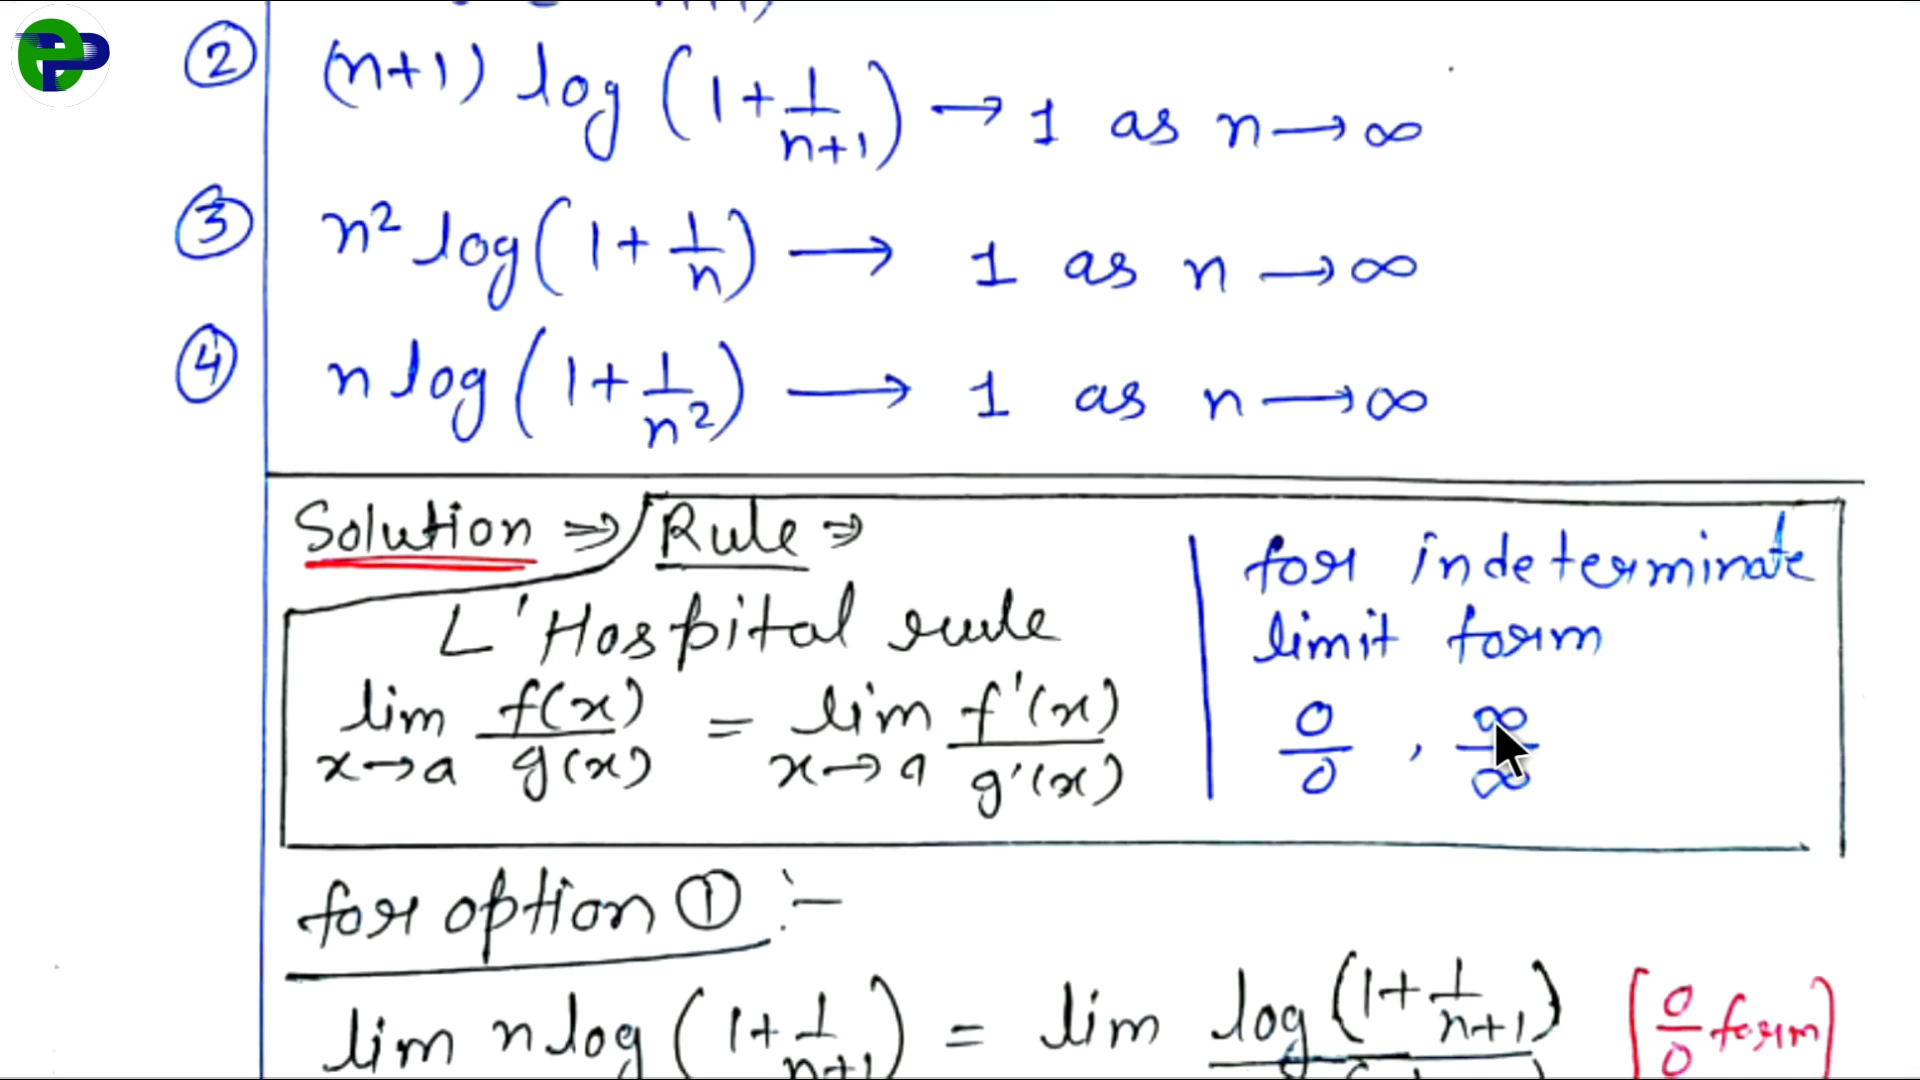 ② (n+1) log (1 + 1/(n+1)) → 1 as n → ∞
③ n² log (1 + 1/n) → 1 as n → ∞
④ n log (1 + 1/n²) → 1 as n → ∞
Solution ⇒ Rule ⇒
L'Hospital rule
lim x→a f(x)/g(x) = lim x→a f'(x)/g'(x)
for indeterminate
limit form
0/0 , ∞/∞
for option ① :-
lim n log (1 + 1/(n+1)) = lim log (1 + 1/(n+1)) [0/0 form]